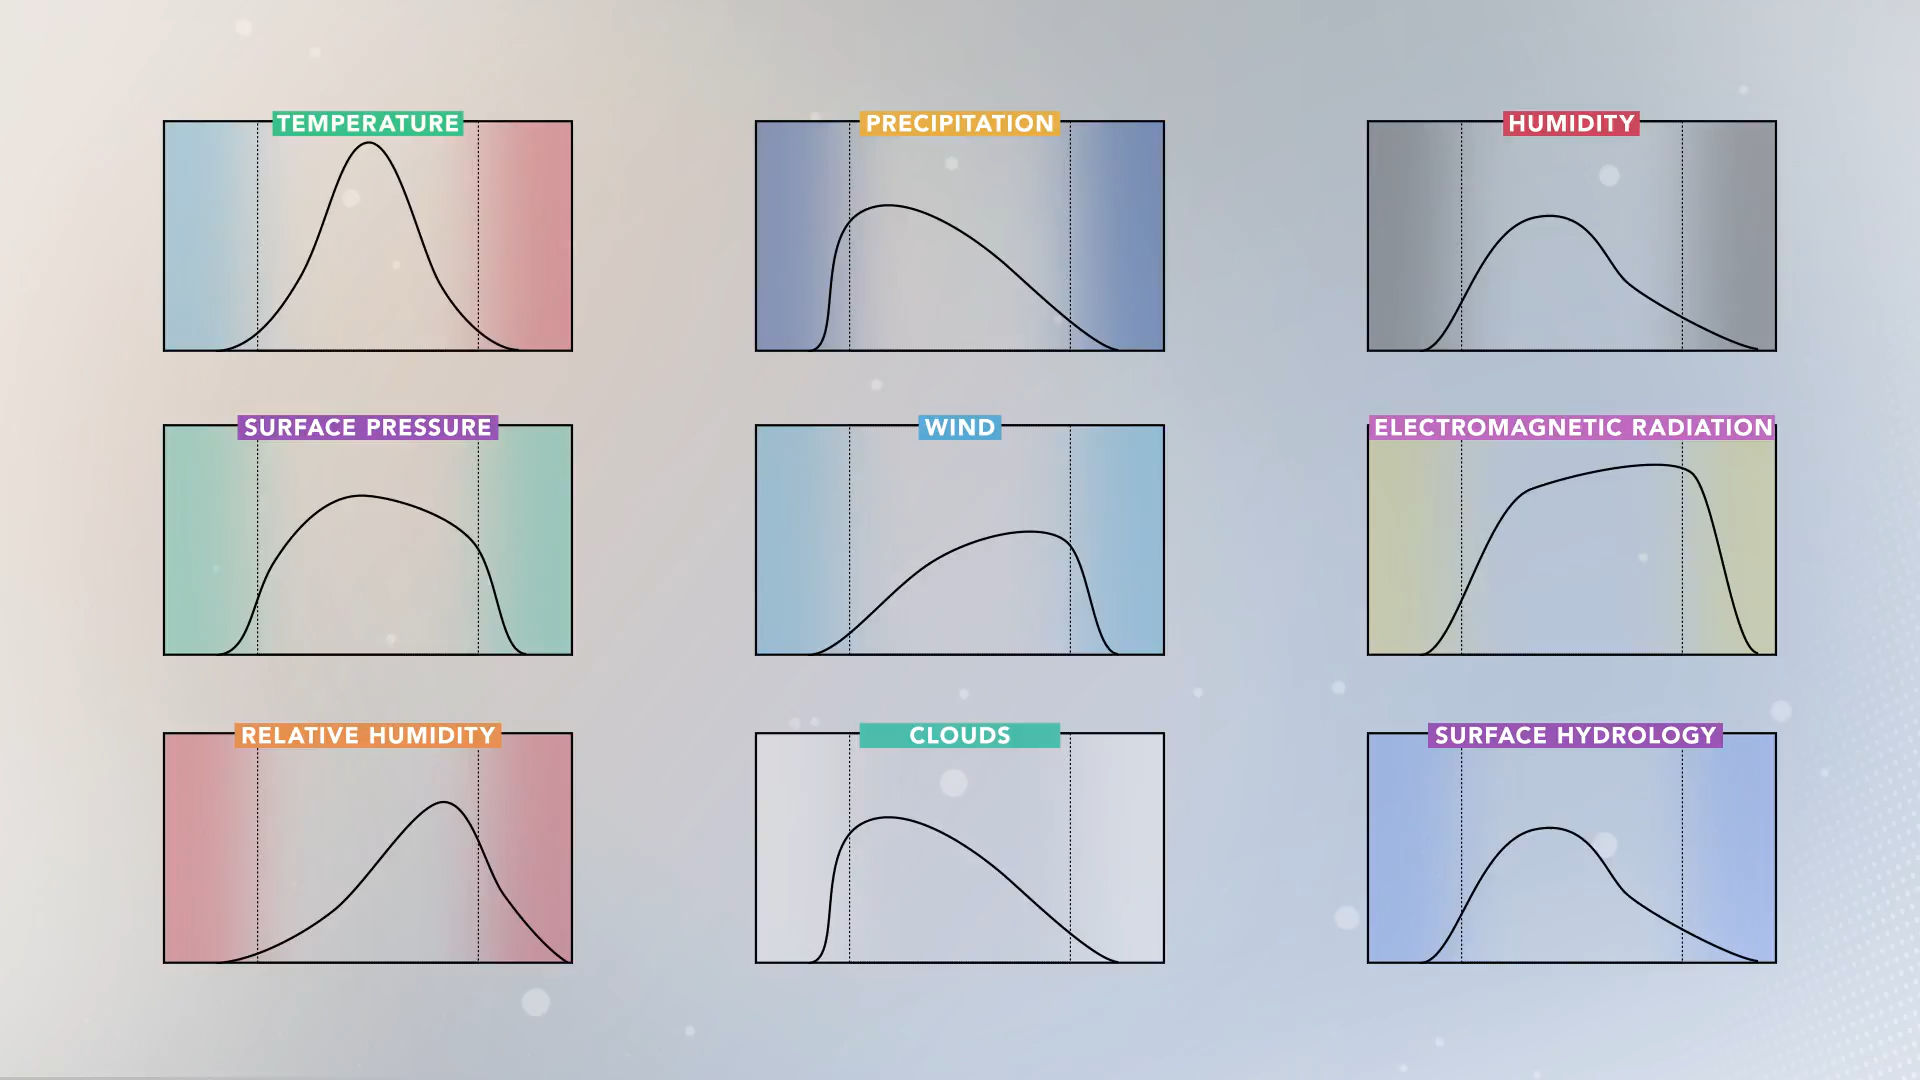 TEMPERATURE
PRECIPITATION
HUMIDITY
SURFACE PRESSURE
WIND
ELECTROMAGNETIC RADIATION
RELATIVE HUMIDITY
CLOUDS
SURFACE HYDROLOGY